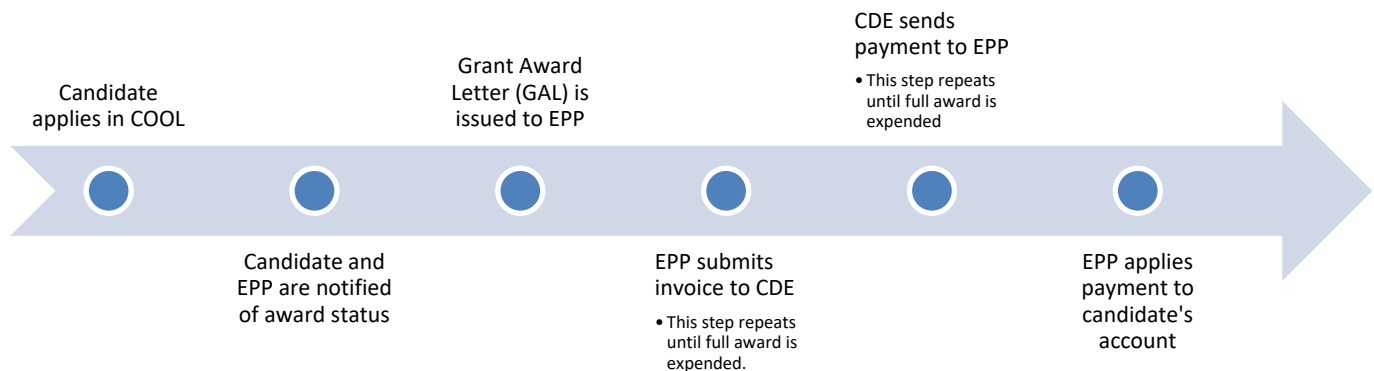 Candidate
applies in COOL
Candidate and
EPP are notified
of award status
Grant Award
Letter (GAL) is
issued to EPP
EPP submits
invoice to CDE
• This step repeats
until full award is
expended.
CDE sends
payment to EPP
• This step repeats
until full award is
expended
EPP applies
payment to
candidate's
account